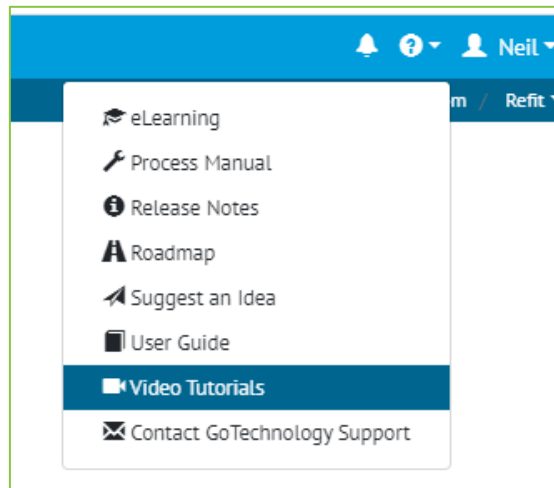 Neil
m / Refit
eLearning
Process Manual
Release Notes
Roadmap
Suggest an Idea
User Guide
Video Tutorials
Contact GoTechnology Support